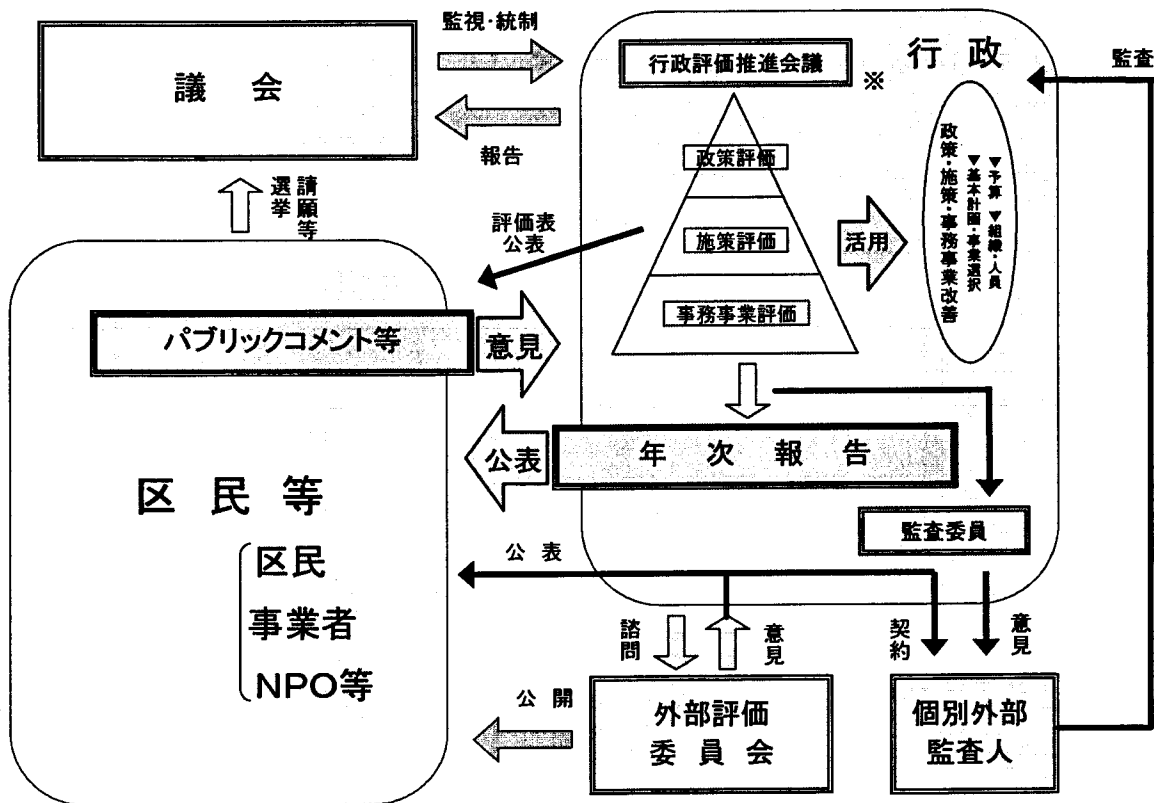 監視・統制
議会
行政評価推進会議
※
行政
監査
報告
政策評価
施策評価
事務事業評価
活用
▼予算 ▼組織・人員
▼基本計画・事業選択
政策・施策・事務事業改善
請願等
選挙
評価表
公表
パブリックコメント等
意見
公表
年次報告
区民等
区民
事業者
NPO等
監査委員
公表
諮問
意見
契約
意見
公開
外部評価
委員会
個別外部
監査人